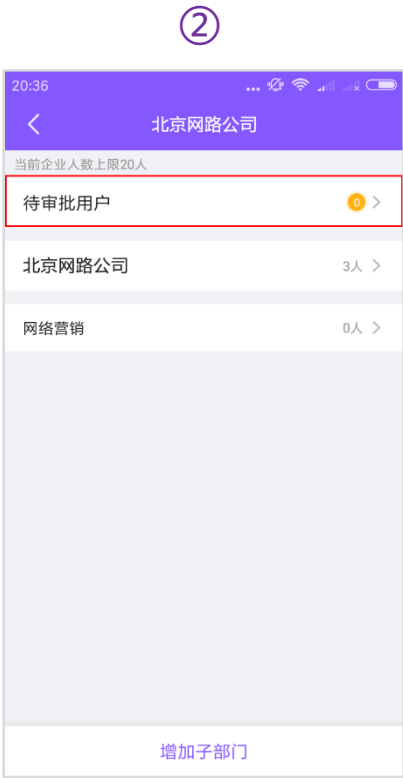 ②
20:36
北京网路公司
当前企业人数上限20人
待审批用户 0
北京网路公司 3人
网络营销 0人
增加子部门